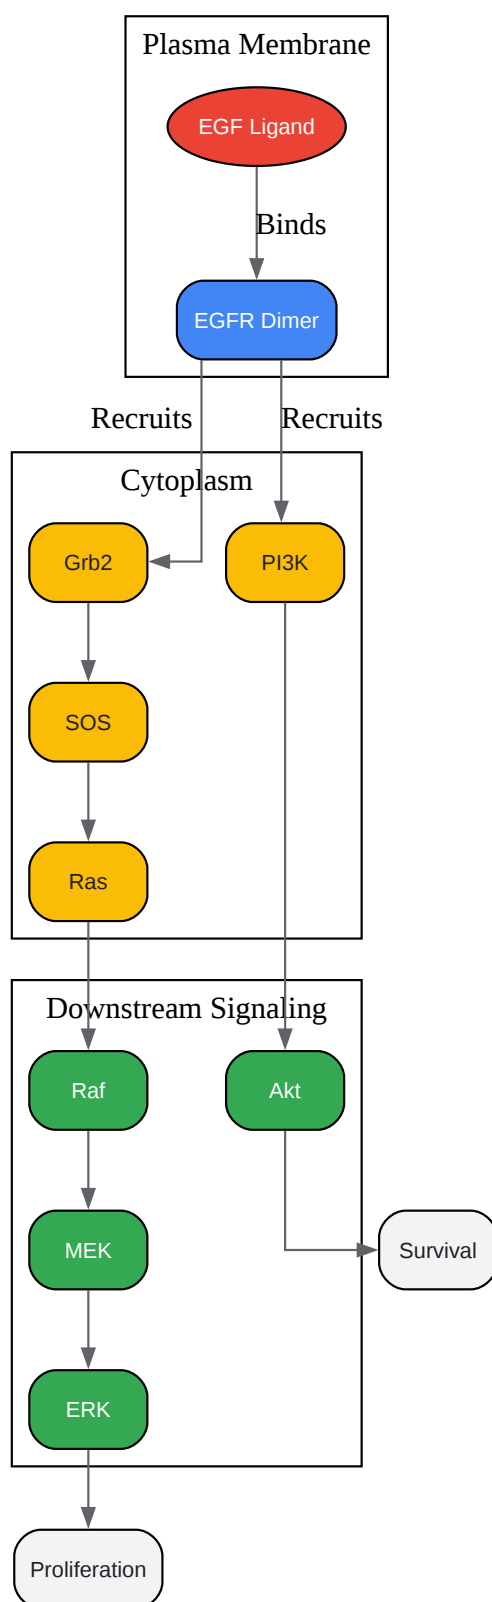 Plasma Membrane
EGF Ligand
Binds
EGFR Dimer
Recruits
Recruits
Cytoplasm
Grb2
PI3K
SOS
Ras
Downstream Signaling
Raf
Akt
MEK
Survival
ERK
Proliferation